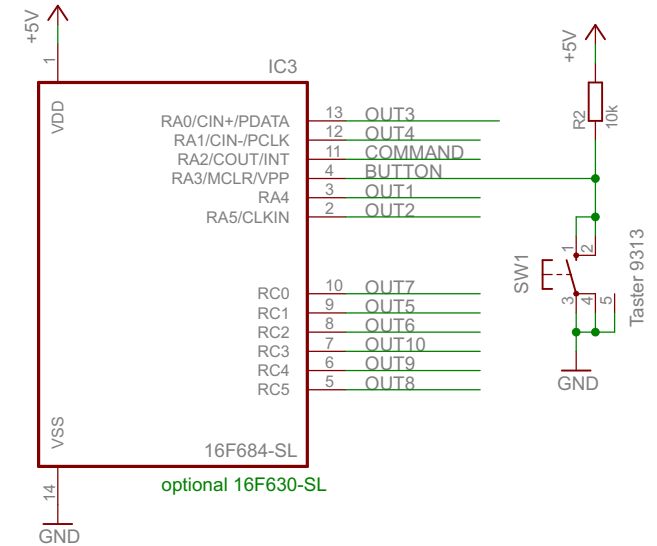 +5V
1
VDD
IC3
RA0/CIN+/PDATA 13 OUT3
RA1/CIN-/PCLK 12 OUT4
RA2/COUT/INT 11 COMMAND
RA3/MCLR/VPP 4 BUTTON
RA4 3 OUT1
RA5/CLKIN 2 OUT2
RC0 10 OUT7
RC1 9 OUT5
RC2 8 OUT6
RC3 7 OUT10
RC4 6 OUT9
RC5 5 OUT8
VSS
16F684-SL
optional 16F630-SL
14
GND
+5V
R2
10k
SW1
1 2
3 4 5
Taster 9313
GND